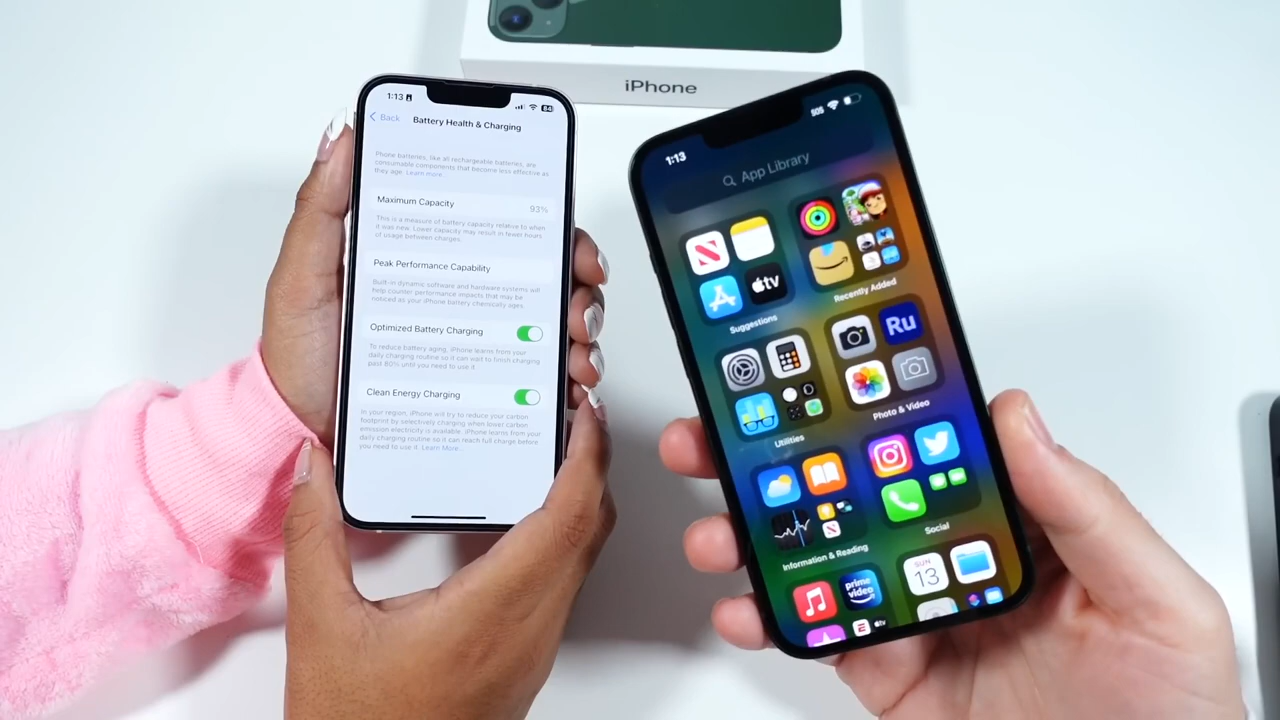 iPhone
1:13
84
Back
Battery Health & Charging
Phone batteries, like all rechargeable batteries, are
consumable components that become less effective as
they age. Learn more...
Maximum Capacity
93%
This is a measure of battery capacity relative to when
it was new. Lower capacity may result in fewer hours
of usage between charges.
Peak Performance Capability
Built-in dynamic software and hardware systems will
help counter performance impacts that may be
noticed as your iPhone battery chemically ages.
Optimized Battery Charging
To reduce battery aging, iPhone learns from your
daily charging routine so it can wait to finish charging
past 80% until you need to use it.
Clean Energy Charging
In your region, iPhone will try to reduce your carbon
footprint by selectively charging when lower carbon
emission electricity is available. iPhone learns from your
daily charging routine so it can reach full charge before
you need to use it. Learn More...
1:13
SOS
App Library
tv
Suggestions
Recently Added
Ru
Utilities
Photo & Video
Information & Reading
Social
prime
video
SUN
13
tv